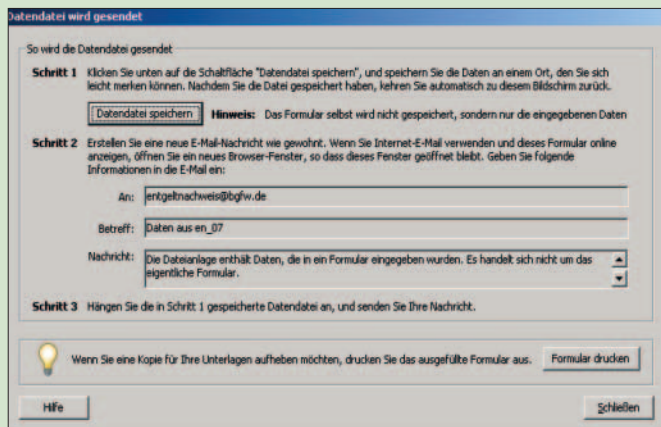 Datendatei wird gesendet
So wird die Datendatei gesendet
Schritt 1 Klicken Sie unten auf die Schaltfläche "Datendatei speichern", und speichern Sie die Daten an einem Ort, den Sie sich
leicht merken können. Nachdem Sie die Datei gespeichert haben, kehren Sie automatisch zu diesem Bildschirm zurück.
Datendatei speichern Hinweis: Das Formular selbst wird nicht gespeichert, sondern nur die eingegebenen Daten
Schritt 2 Erstellen Sie eine neue E-Mail-Nachricht wie gewohnt. Wenn Sie Internet-E-Mail verwenden und dieses Formular online
anzeigen, öffnen Sie ein neues Browser-Fenster, so dass dieses Fenster geöffnet bleibt. Geben Sie folgende
Informationen in die E-Mail ein:
An: entgeltnachweis@bgfw.de
Betreff: Daten aus en_07
Nachricht: Die Dateianlage enthält Daten, die in ein Formular eingegeben wurden. Es handelt sich nicht um das
eigentliche Formular.
Schritt 3 Hängen Sie die in Schritt 1 gespeicherte Datendatei an, und senden Sie Ihre Nachricht.
Wenn Sie eine Kopie für Ihre Unterlagen aufheben möchten, drucken Sie das ausgefüllte Formular aus. Formular drucken
Hilfe Schließen